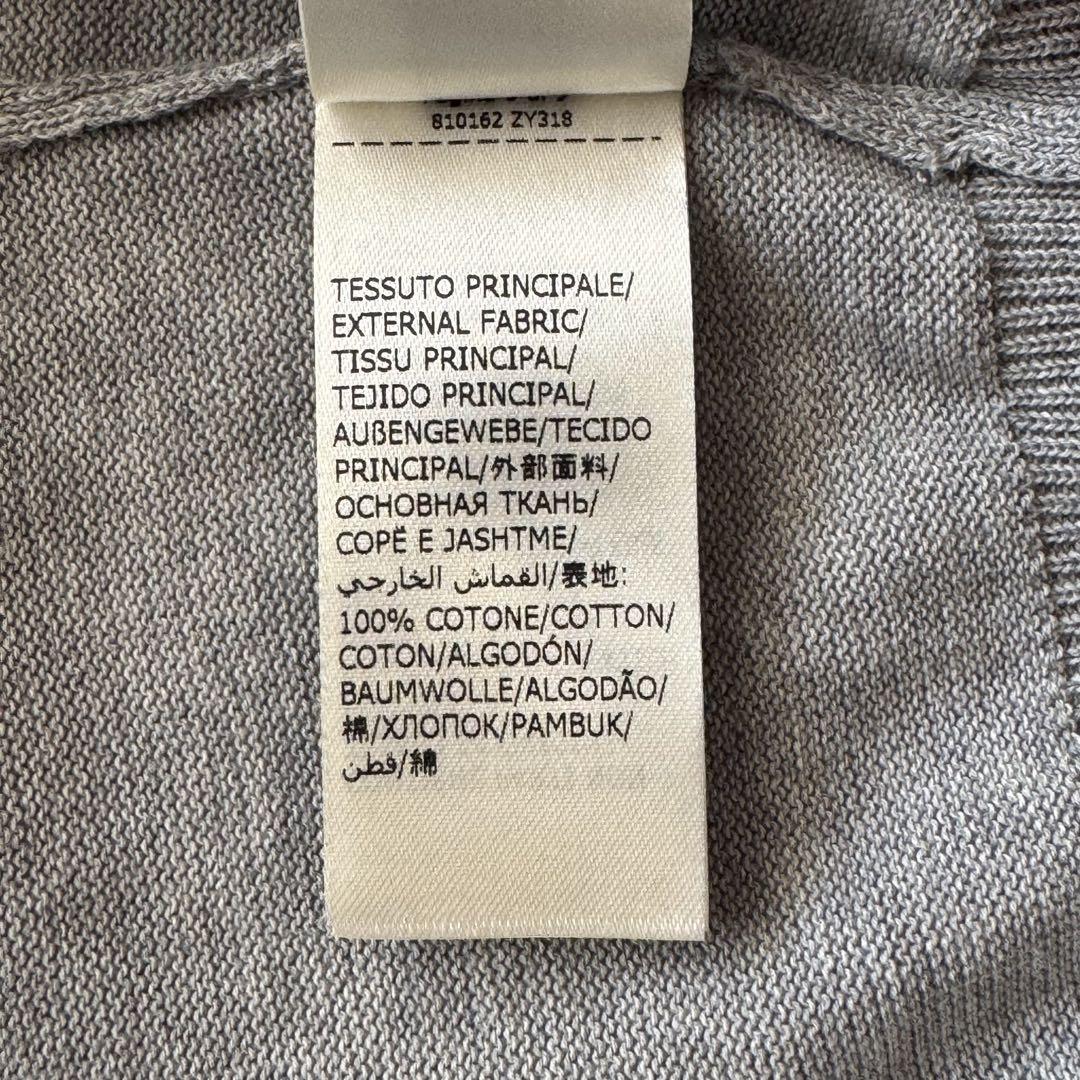 810162 ZY318
TESSUTO PRINCIPALE/
EXTERNAL FABRIC/
TISSU PRINCIPAL/
TEJIDO PRINCIPAL/
AUßENGEWEBE/TECIDO
PRINCIPAL/外部面料/
ОСНОВНАЯ ТКАНЬ/
COPË E JASHTME/
القماش الخارجي/表地:
100% COTONE/COTTON/
COTON/ALGODÓN/
BAUMWOLLE/ALGODÃO/
棉/ХЛОПОК/PAMBUK/
قطن/綿